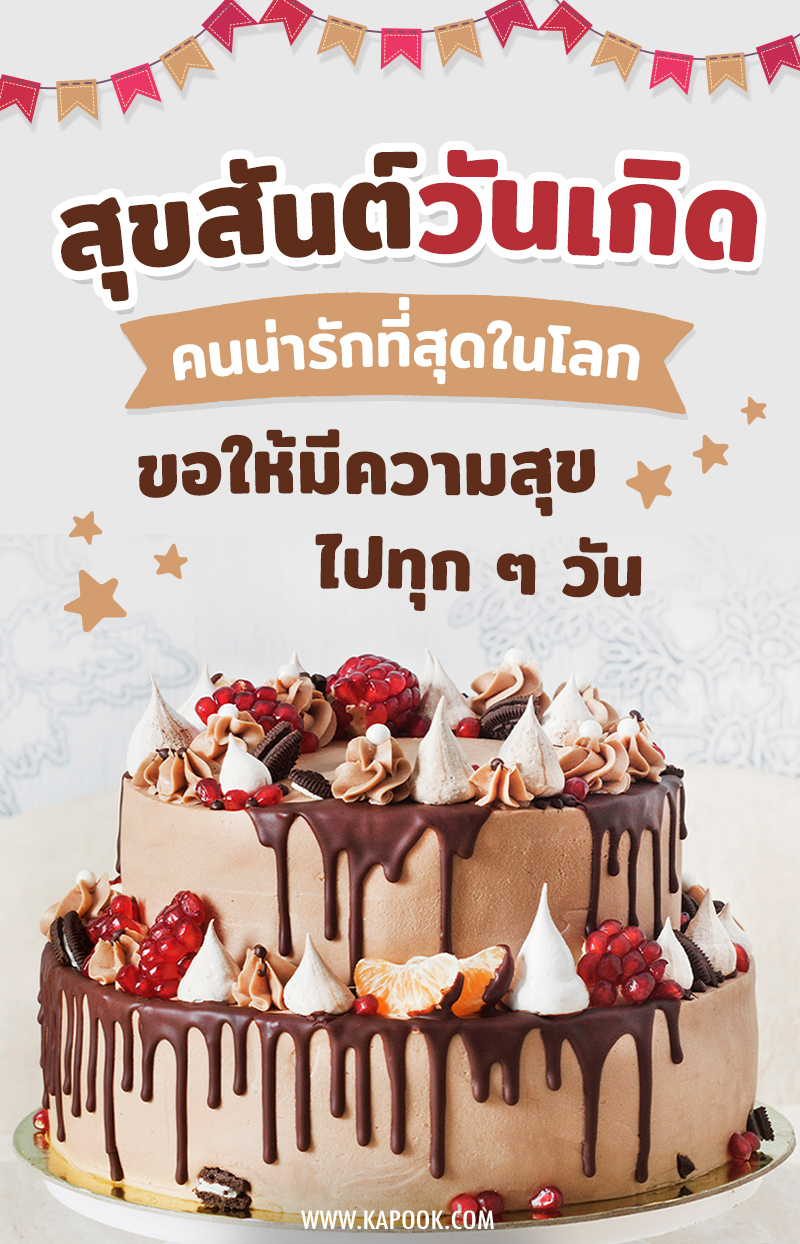 สุขสันต์วันเกิด
คนน่ารักที่สุดในโลก
ขอให้มีความสุข
ไปทุก ๆ วัน
WWW.KAPOOK.COM